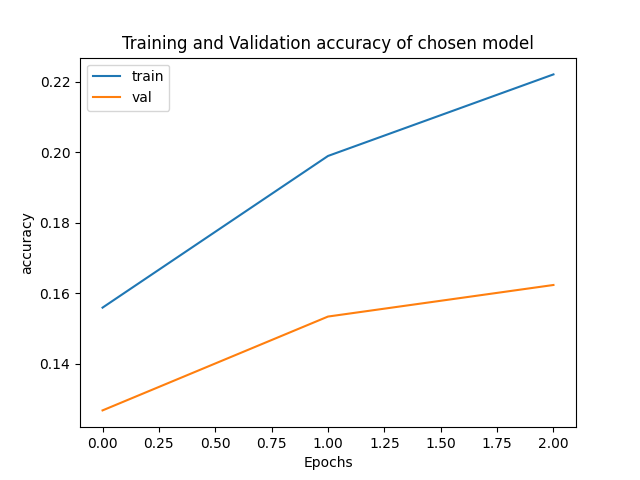 Training and Validation accuracy of chosen model
train
val
0.22
0.20
0.18
0.16
0.14
accuracy
0.00 0.25 0.50 0.75 1.00 1.25 1.50 1.75 2.00
Epochs